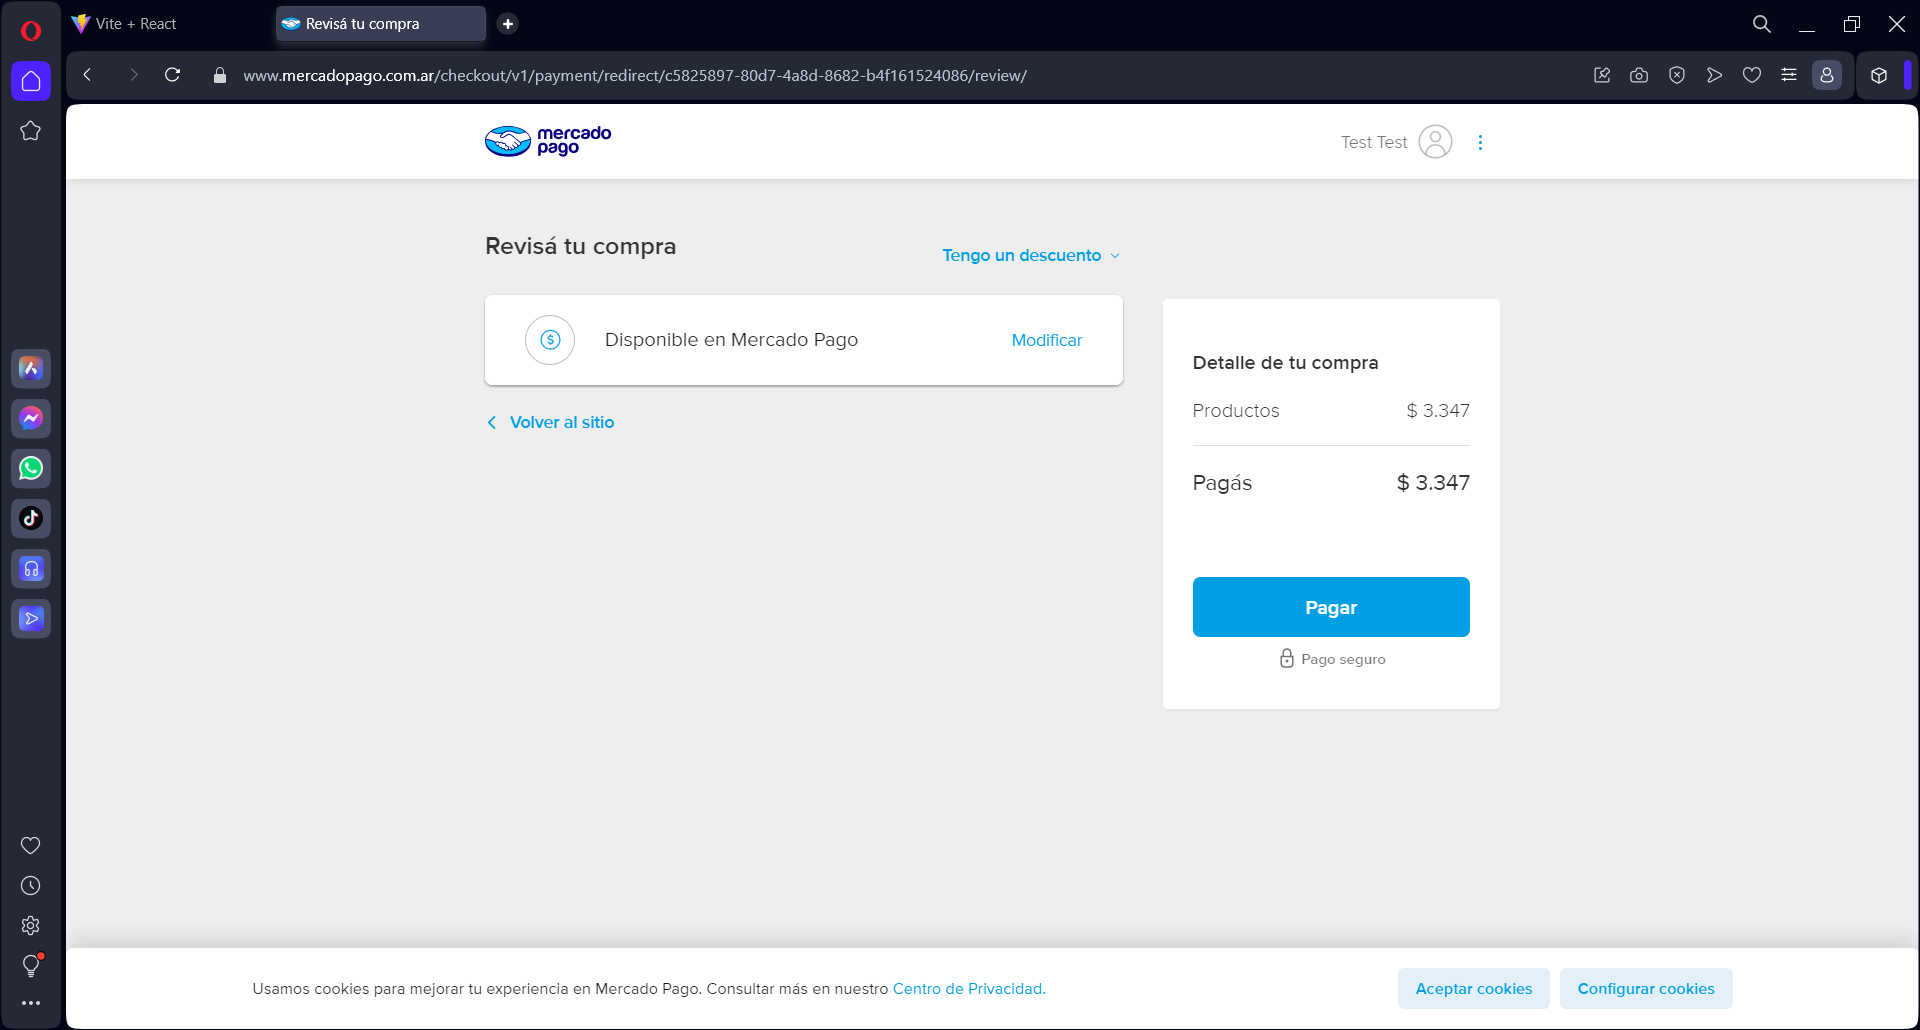 Vite + React
Revisá tu compra
www.mercadopago.com.ar/checkout/v1/payment/redirect/c5825897-80d7-4a8d-8682-b4f161524086/review/
mercado
pago
Test Test
Revisá tu compra
Tengo un descuento
Disponible en Mercado Pago
Modificar
Volver al sitio
Detalle de tu compra
Productos $ 3.347
Pagás $ 3.347
Pagar
Pago seguro
Usamos cookies para mejorar tu experiencia en Mercado Pago. Consultar más en nuestro Centro de Privacidad.
Aceptar cookies
Configurar cookies